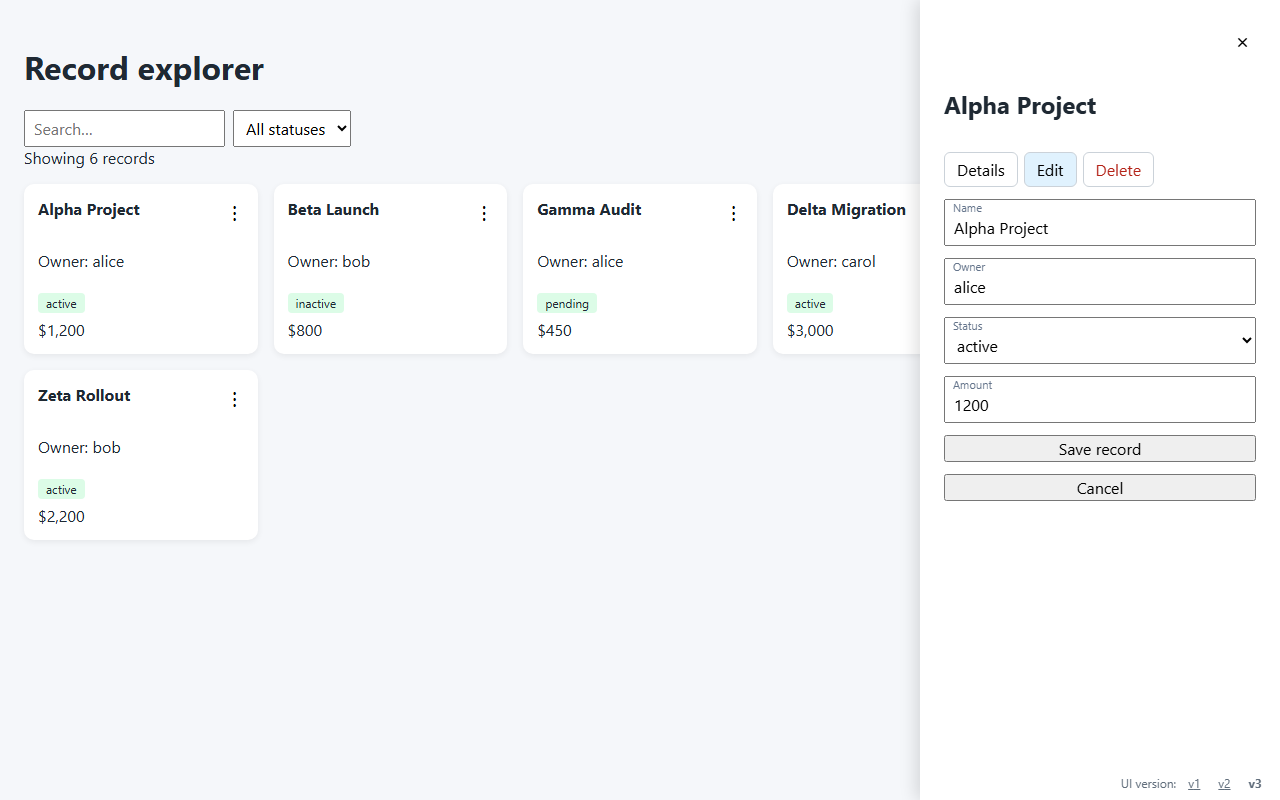 Record explorer
Search...
All statuses
Showing 6 records
Alpha Project
Owner: alice
active
$1,200
Beta Launch
Owner: bob
inactive
$800
Gamma Audit
Owner: alice
pending
$450
Delta Migration
Owner: carol
active
$3,000
Zeta Rollout
Owner: bob
active
$2,200
Alpha Project
Details Edit Delete
Name
Alpha Project
Owner
alice
Status
active
Amount
1200
Save record
Cancel
UI version: v1 v2 v3